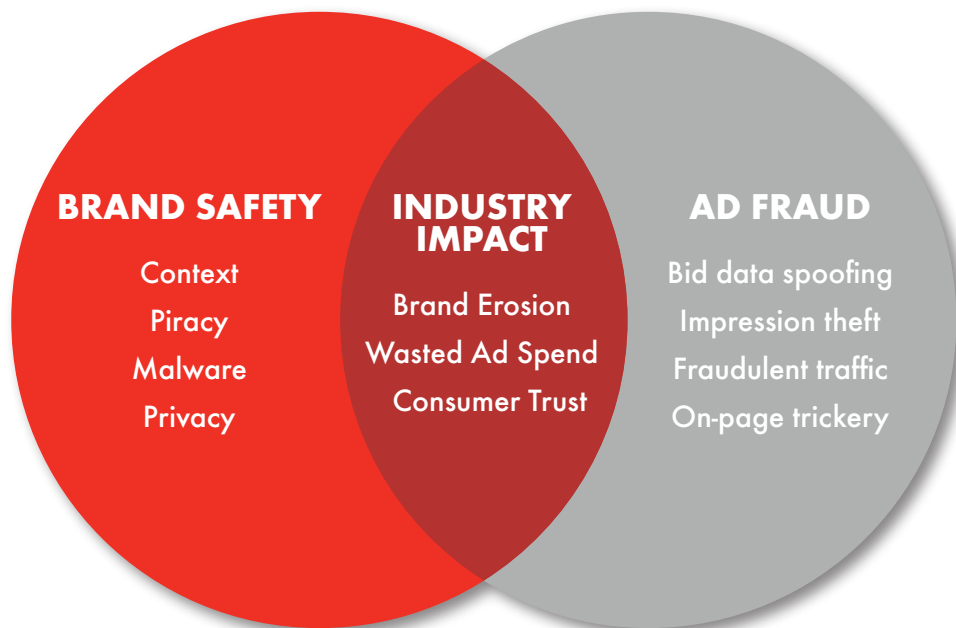 BRAND SAFETY
Context
Piracy
Malware
Privacy
INDUSTRY
IMPACT
Brand Erosion
Wasted Ad Spend
Consumer Trust
AD FRAUD
Bid data spoofing
Impression theft
Fraudulent traffic
On-page trickery